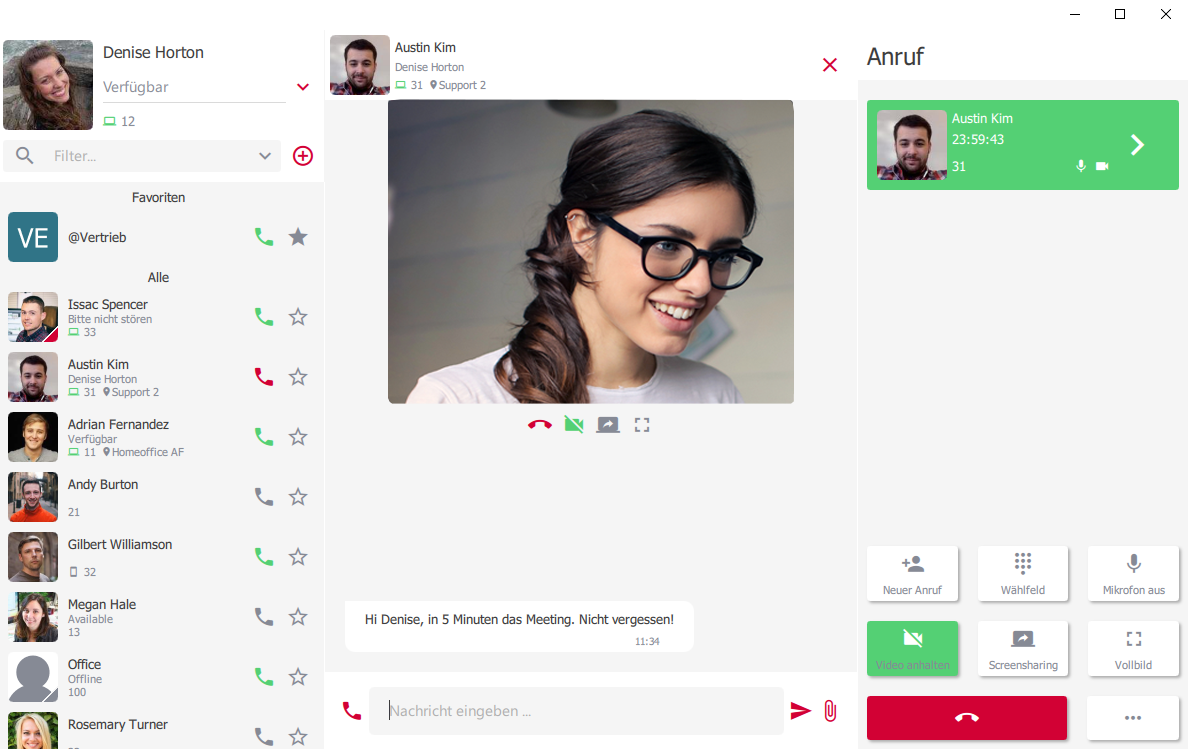 Denise Horton
Verfügbar
12
Filter...
Favoriten
VE
@Vertrieb
Alle
Issac Spencer
Bitte nicht stören
33
Austin Kim
Denise Horton
31 Support 2
Adrian Fernandez
Verfügbar
11 Homeoffice AF
Andy Burton
21
Gilbert Williamson
32
Megan Hale
Available
13
Office
Offline
100
Rosemary Turner
Austin Kim
Denise Horton
31 Support 2
Hi Denise, in 5 Minuten das Meeting. Nicht vergessen!
11:34
Nachricht eingeben ...
Anruf
Austin Kim
23:59:43
31
Neuer Anruf
Wählfeld
Mikrofon aus
Video anhalten
Screensharing
Vollbild